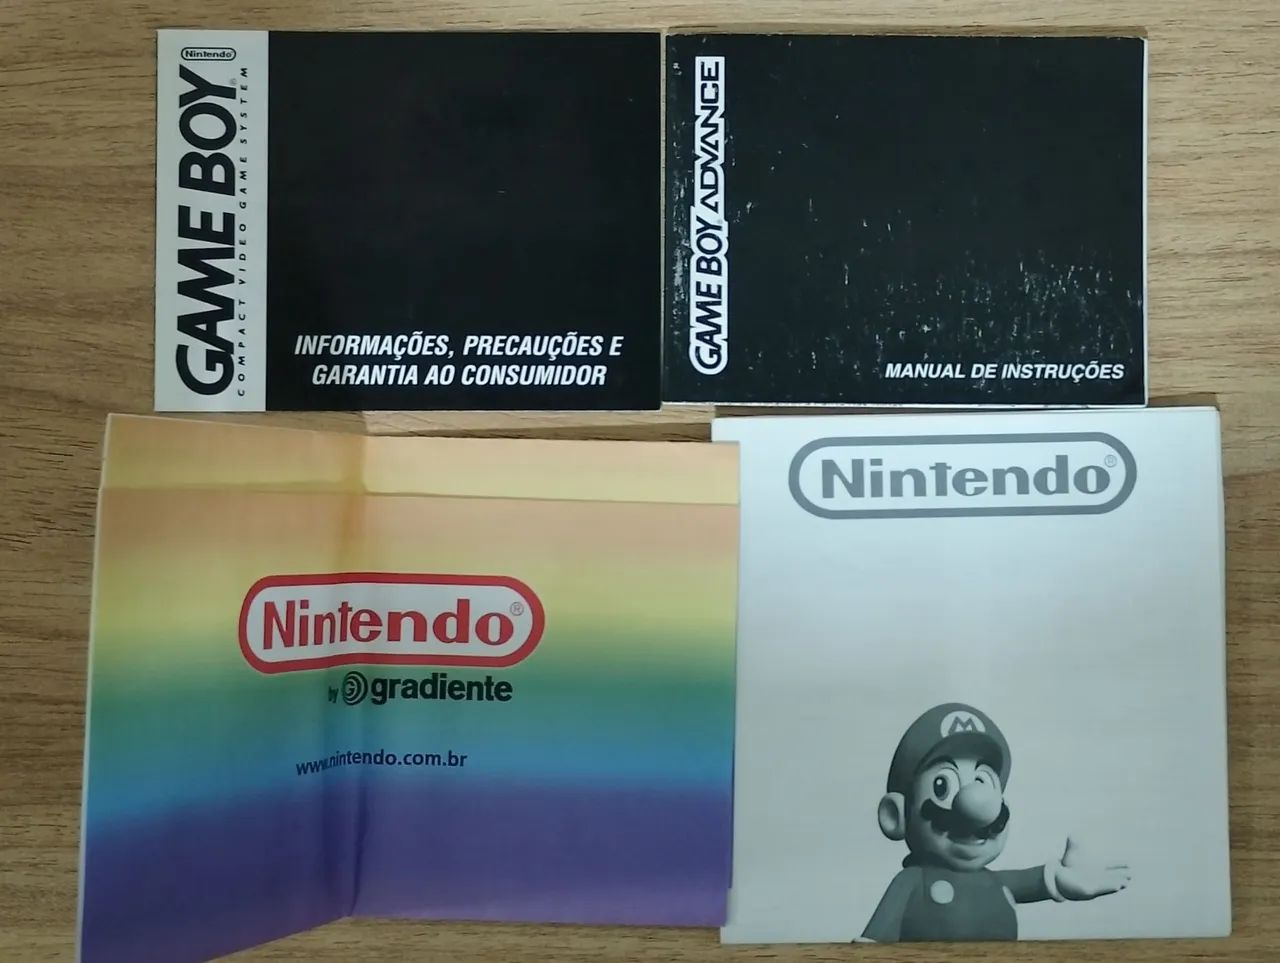 Nintendo
GAME BOY®
COMPACT VIDEO GAME SYSTEM
INFORMAÇÕES, PRECAUÇÕES E
GARANTIA AO CONSUMIDOR
GAME BOY ADVANCE
MANUAL DE INSTRUÇÕES
Nintendo®
by gradiente
www.nintendo.com.br
Nintendo®
M